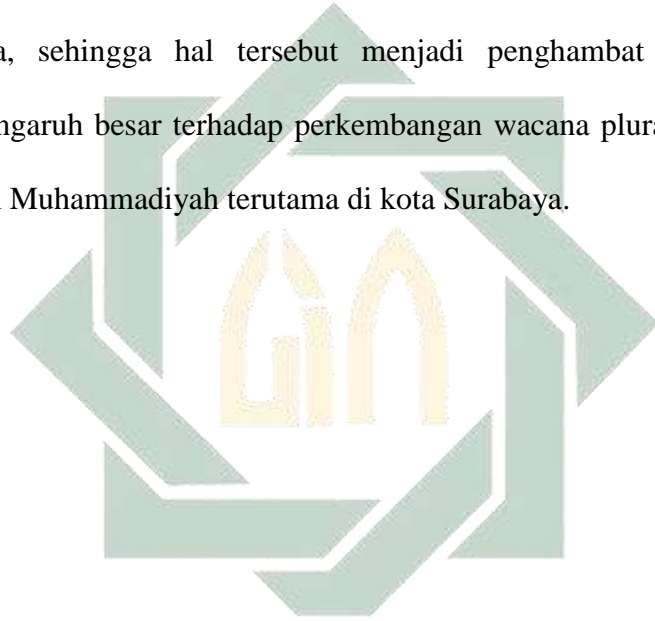 a, sehingga hal tersebut menjadi penghambat
ngaruh besar terhadap perkembangan wacana plura
Muhammadiyah terutama di kota Surabaya.